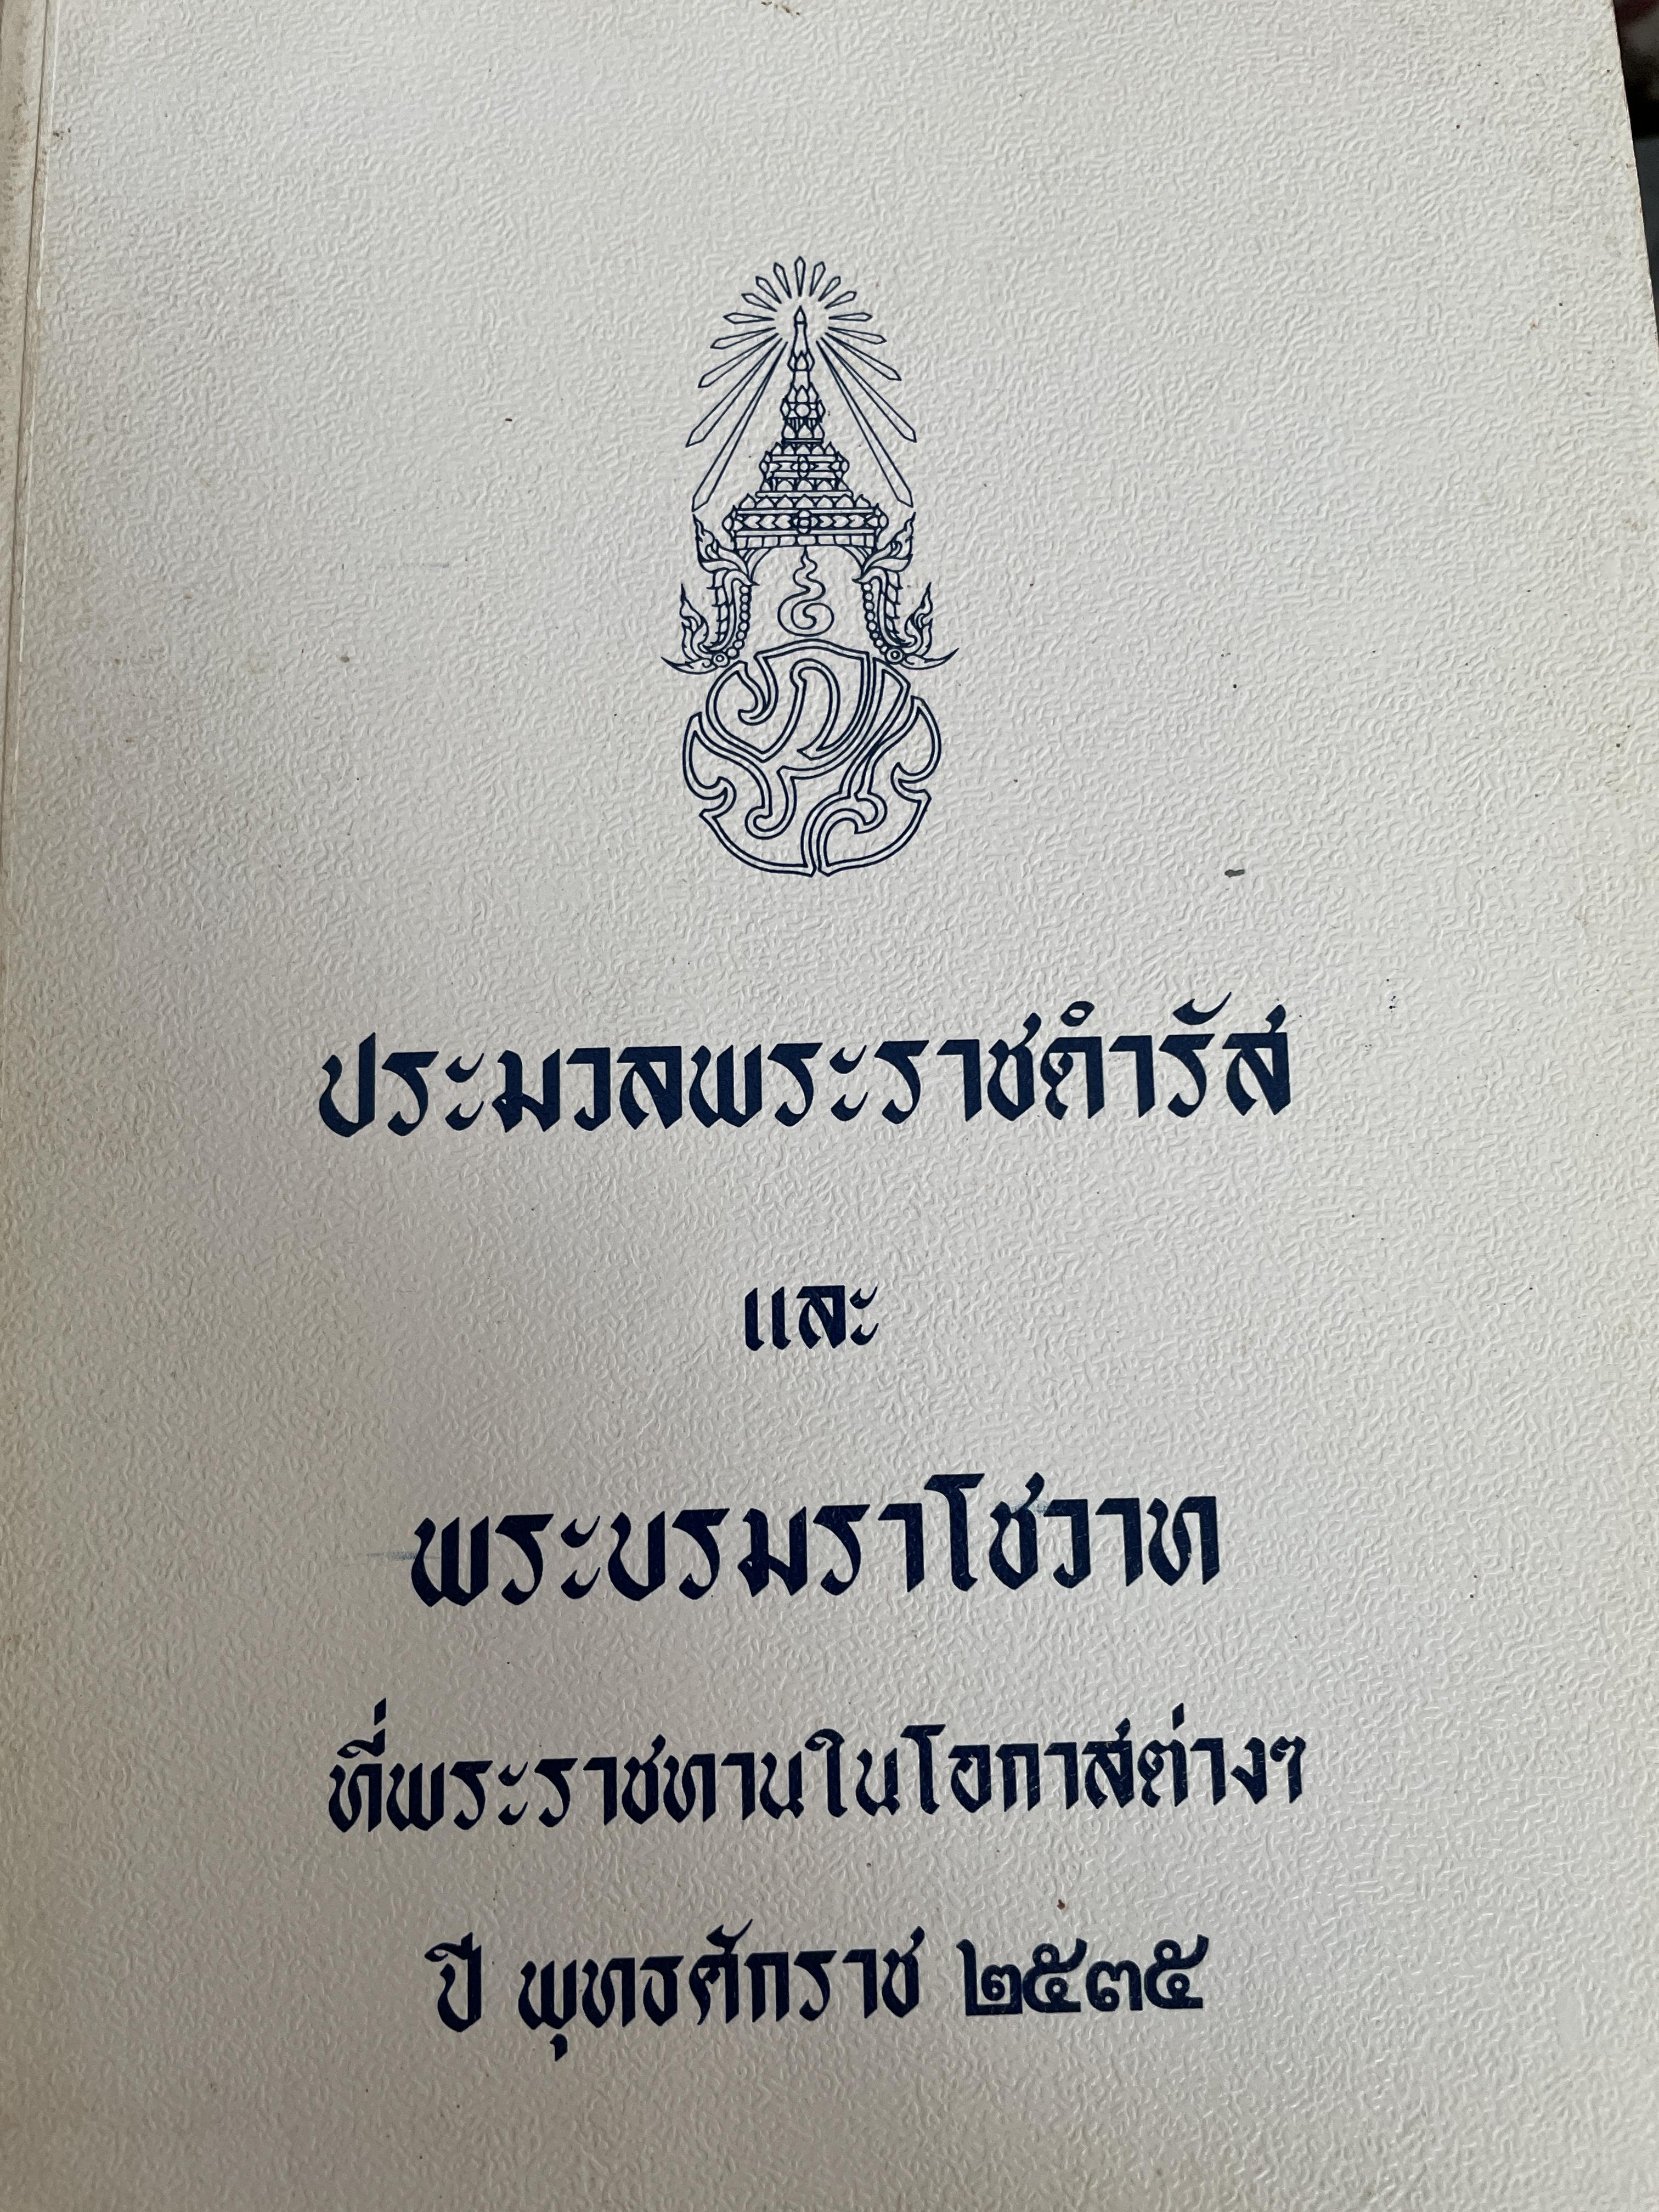 ประมวลพระราชดำรัส
และ
พระบรมราโชวาท
ที่พระราชทานในโอกาสต่างๆ
ปี พุทธศักราช ๒๕๓๕